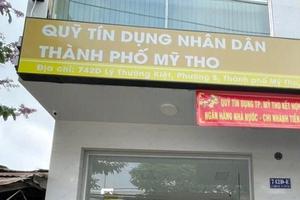 QUỸ TÍN DỤNG NHÂN DÂN
THÀNH PHỐ MỸ THO
Địa chỉ: 742D Lý Thường Kiệt, Phường 5, Thành phố Mỹ Tho
QUỸ TÍN DỤNG TP. MỸ THO KẾT NỐI
NGÂN HÀNG NHÀ NƯỚC - CHI NHÁNH TIỀN